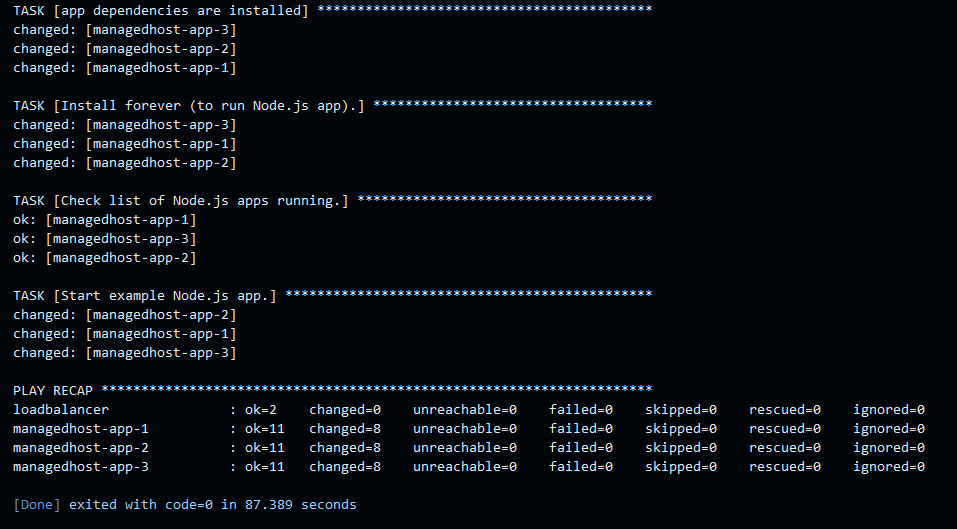 TASK [app dependencies are installed] ******************************************
changed: [managedhost-app-3]
changed: [managedhost-app-2]
changed: [managedhost-app-1]
TASK [Install forever (to run Node.js app).] ***********************************
changed: [managedhost-app-3]
changed: [managedhost-app-1]
changed: [managedhost-app-2]
TASK [Check list of Node.js apps running.] *************************************
ok: [managedhost-app-1]
ok: [managedhost-app-3]
ok: [managedhost-app-2]
TASK [Start example Node.js app.] **********************************************
changed: [managedhost-app-2]
changed: [managedhost-app-1]
changed: [managedhost-app-3]
PLAY RECAP *********************************************************************
loadbalancer               : ok=2    changed=0    unreachable=0    failed=0    skipped=0    rescued=0    ignored=0
managedhost-app-1          : ok=11   changed=8    unreachable=0    failed=0    skipped=0    rescued=0    ignored=0
managedhost-app-2          : ok=11   changed=8    unreachable=0    failed=0    skipped=0    rescued=0    ignored=0
managedhost-app-3          : ok=11   changed=8    unreachable=0    failed=0    skipped=0    rescued=0    ignored=0
[Done] exited with code=0 in 87.389 seconds